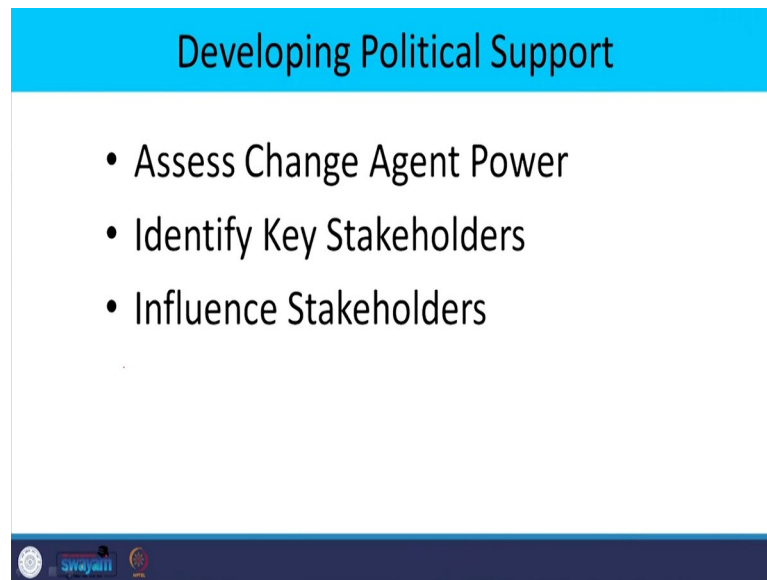 Developing Political Support
• Assess Change Agent Power
• Identify Key Stakeholders
• Influence Stakeholders
swayam